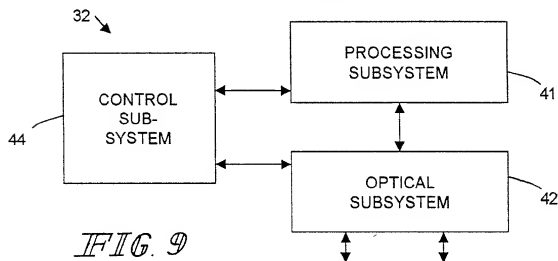 32
PROCESSING
SUBSYSTEM
41
CONTROL
SUB-
SYSTEM
44
OPTICAL
SUBSYSTEM
42
FIG. 9